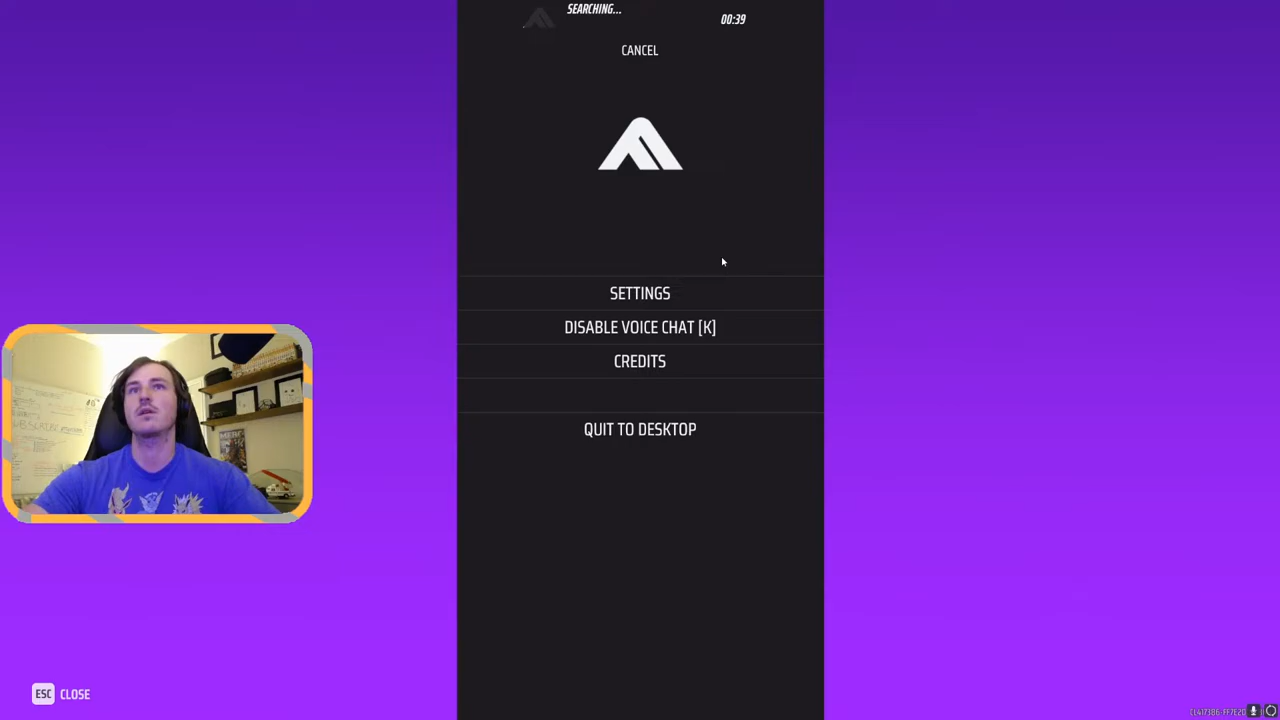 SEARCHING...
00:39
CANCEL
SETTINGS
DISABLE VOICE CHAT [K]
CREDITS
QUIT TO DESKTOP
ESC CLOSE